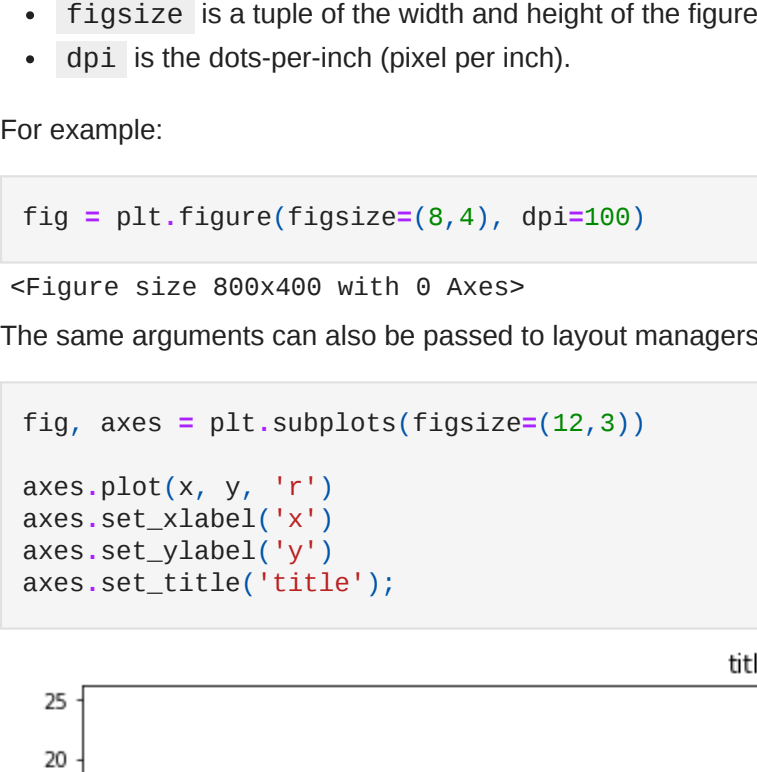 figsize is a tuple of the width and height of the figure
dpi is the dots-per-inch (pixel per inch).
For example:
fig = plt.figure(figsize=(8,4), dpi=100)
<Figure size 800x400 with 0 Axes>
The same arguments can also be passed to layout managers
fig, axes = plt.subplots(figsize=(12,3))
axes.plot(x, y, 'r')
axes.set_xlabel('x')
axes.set_ylabel('y')
axes.set_title('title');
titl
25
20